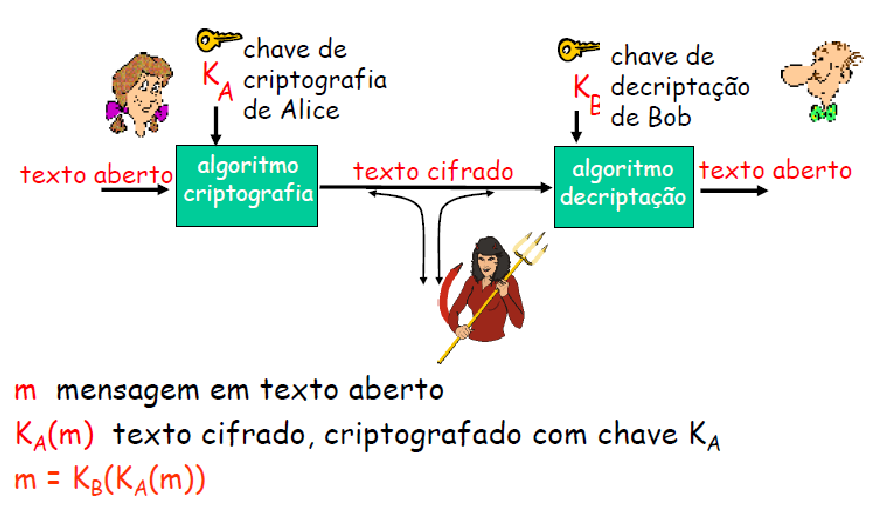 chave de
K_A criptografia
de Alice
chave de
K_B decriptação
de Bob
texto aberto
algoritmo
criptografia
texto cifrado
algoritmo
decriptação
texto aberto
m mensagem em texto aberto
K_A(m) texto cifrado, criptografado com chave K_A
m = K_B(K_A(m))